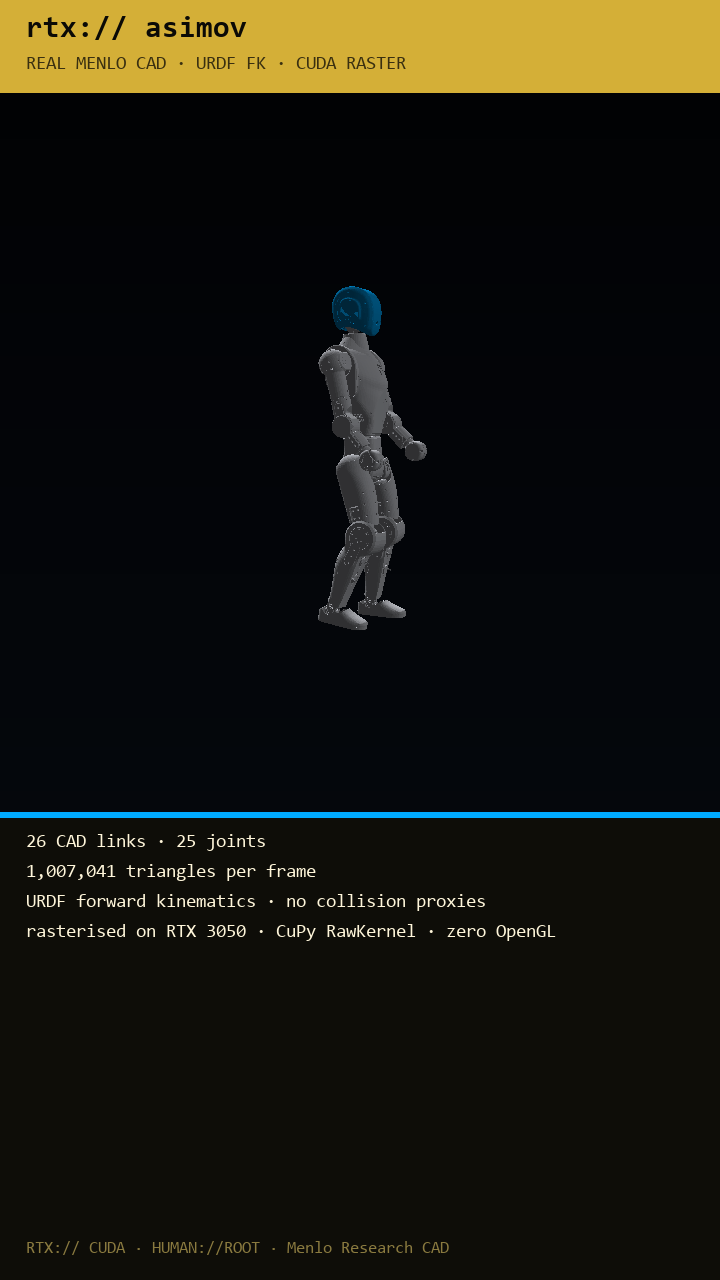 rtx:// asimov
REAL MENLO CAD · URDF FK · CUDA RASTER
26 CAD links · 25 joints
1,007,041 triangles per frame
URDF forward kinematics · no collision proxies
rasterised on RTX 3050 · CuPy RawKernel · zero OpenGL
RTX:// CUDA · HUMAN://ROOT · Menlo Research CAD